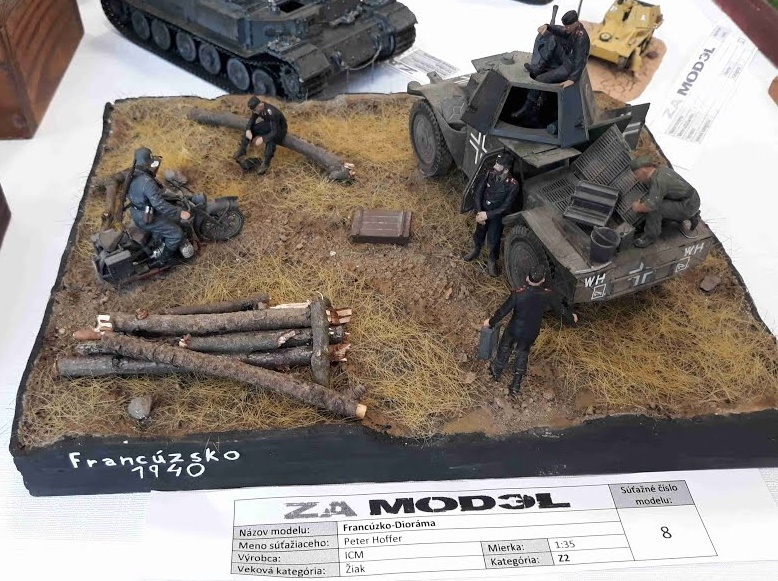 ZA MODEL
WH
WH
Francúzsko
1940
ZA MODEL
Súťažné číslo
modelu:
8
Názov modelu: Francúzko-Dioráma
Meno súťažiaceho: Peter Hoffer
Výrobca: ICM Mierka: 1:35
Veková kategória: Žiak Kategória: Z2